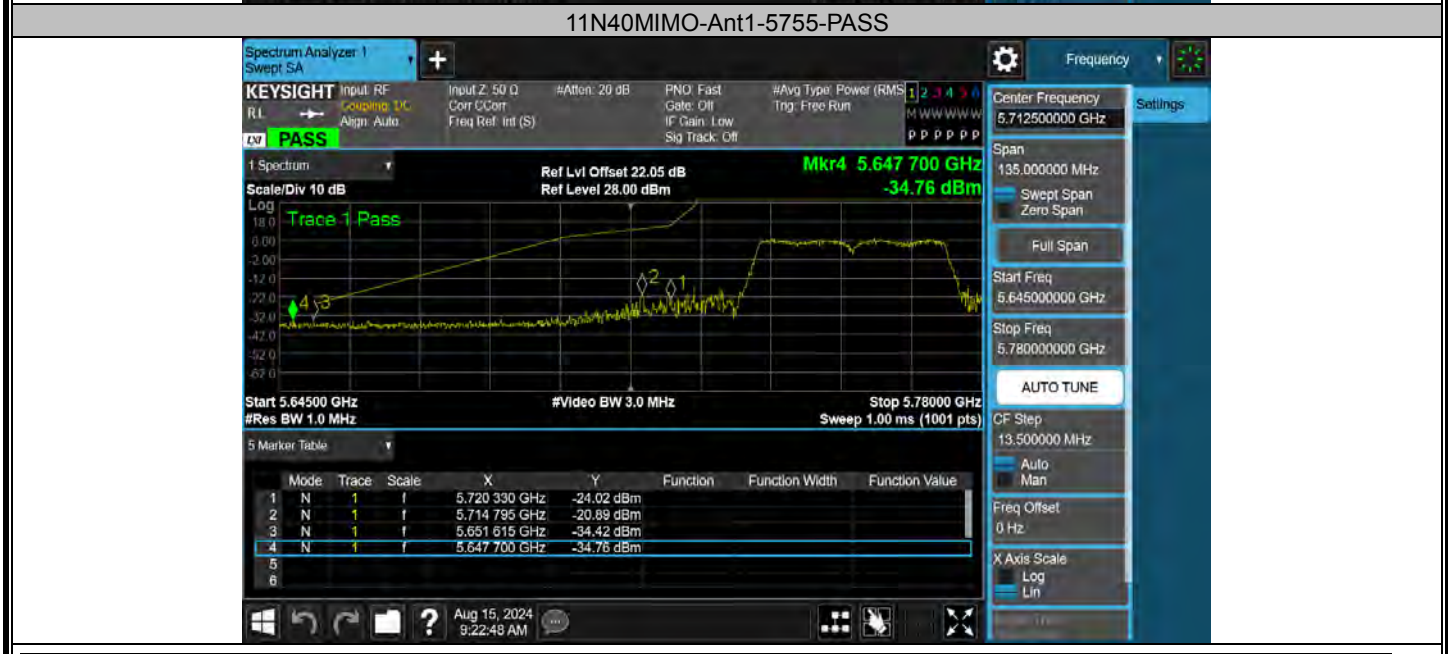 11N40MIMO-Ant1-5755-PASS
Spectrum Analyzer 1
Swept SA
+
Frequency
KEYSIGHT Input: RF Input Z: 50 Ω #Atten: 20 dB PNO: Fast #Avg Type: Power (RMS 1 2 3 4 5 6
RL Coupling: DC Corr CCorr Gate: Off Trig: Free Run M W W W W W
Align: Auto Freq Ref: Int (S) IF Gain: Low
LXI PASS Sig Track: Off P P P P P P
Settings
1 Spectrum Ref Lvl Offset 22.05 dB Mkr4 5.647 700 GHz
Scale/Div 10 dB Ref Level 28.00 dBm -34.76 dBm
Log
Trace 1 Pass
18.0
8.00
-2.00
-12.0
-22.0
-32.0
-42.0
-52.0
-62.0
4 3 2 1
Start 5.64500 GHz #Video BW 3.0 MHz Stop 5.78000 GHz
#Res BW 1.0 MHz Sweep 1.00 ms (1001 pts)
5 Marker Table
Mode Trace Scale X Y Function Function Width Function Value
1 N 1 f 5.720 330 GHz -24.02 dBm
2 N 1 f 5.714 795 GHz -20.89 dBm
3 N 1 f 5.651 615 GHz -34.42 dBm
4 N 1 f 5.647 700 GHz -34.76 dBm
5
6
Center Frequency
5.712500000 GHz
Span
135.000000 MHz
Swept Span
Zero Span
Full Span
Start Freq
5.645000000 GHz
Stop Freq
5.780000000 GHz
AUTO TUNE
CF Step
13.500000 MHz
Auto
Man
Freq Offset
0 Hz
X Axis Scale
Log
Lin
? Aug 15, 2024
9:22:48 AM